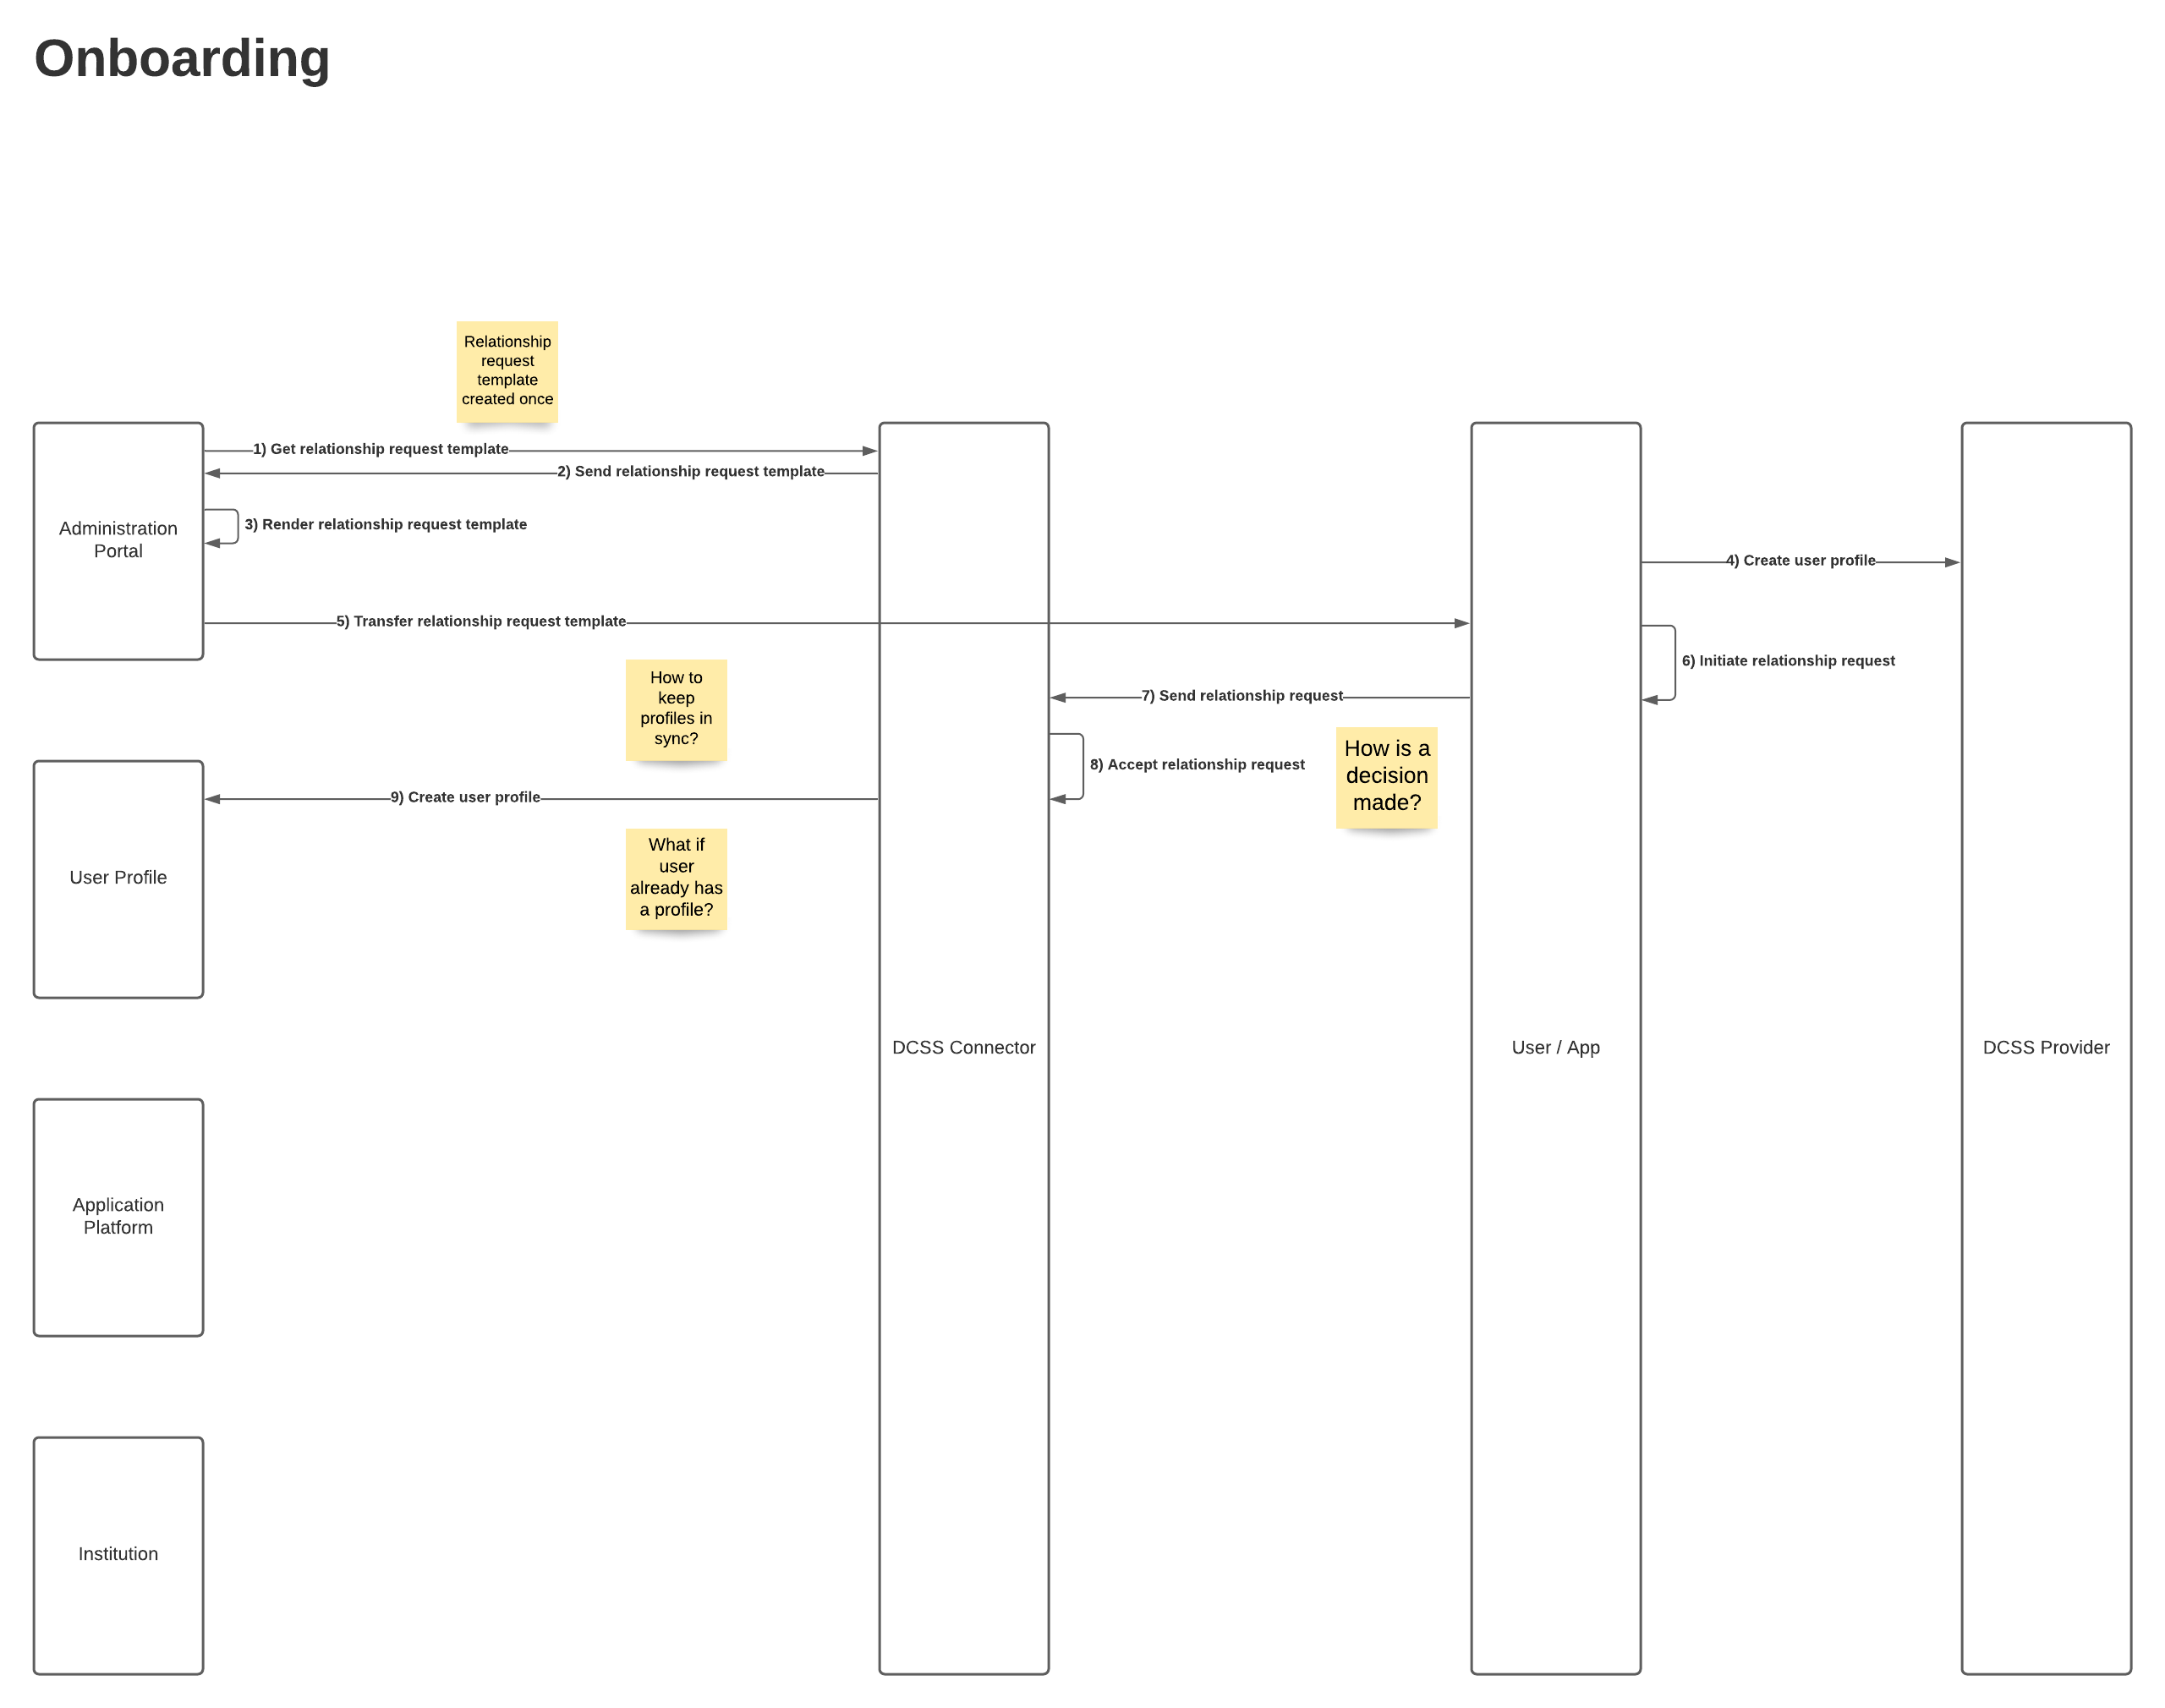 Onboarding
Relationship
request
template
created once
1) Get relationship request template
2) Send relationship request template
3) Render relationship request template
Administration
Portal
4) Create user profile
5) Transfer relationship request template
6) Initiate relationship request
How to
keep
profiles in
sync?
7) Send relationship request
How is a
decision
made?
8) Accept relationship request
9) Create user profile
What if
user
already has
a profile?
User Profile
DCSS Connector
User / App
DCSS Provider
Application
Platform
Institution